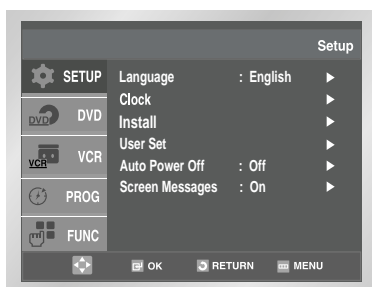 Setup
SETUP
DVD DVD
VCR VCR
PROG
FUNC
Language : English
Clock
Install
User Set
Auto Power Off : Off
Screen Messages : On
OK RETURN MENU